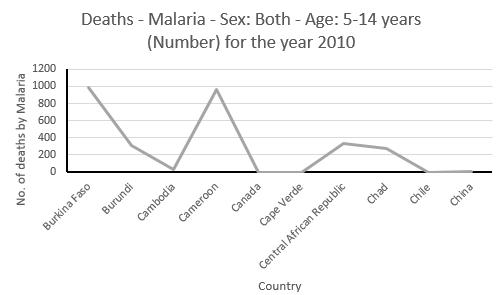 Deaths - Malaria - Sex: Both - Age: 5-14 years
(Number) for the year 2010
No. of deaths by Malaria
1200
1000
800
600
400
200
0
Burkina Faso
Burundi
Cambodia
Cameroon
Canada
Cape Verde
Central African Republic
Chad
Chile
China
Country